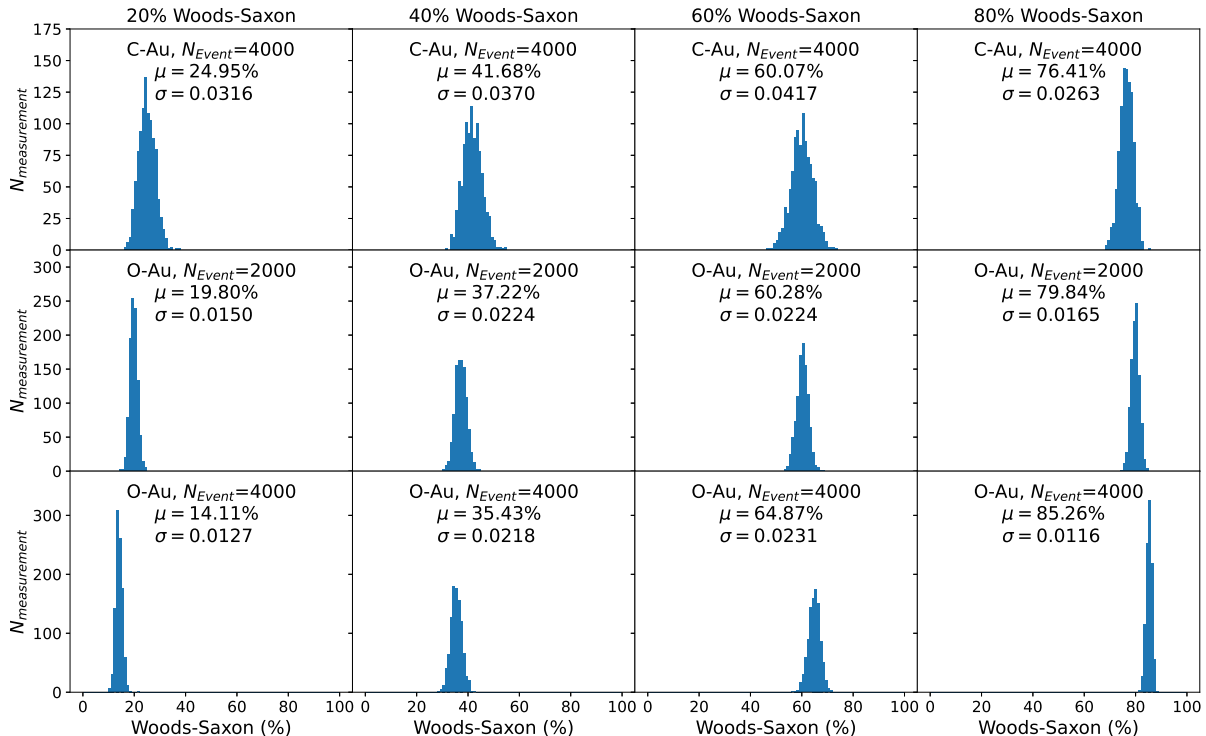 20% Woods-Saxon
40% Woods-Saxon
60% Woods-Saxon
80% Woods-Saxon
175
150
125
100
75
50
25
0
N_measurement
C-Au, N_Event=4000
μ = 24.95%
σ = 0.0316
C-Au, N_Event=4000
μ = 41.68%
σ = 0.0370
C-Au, N_Event=4000
μ = 60.07%
σ = 0.0417
C-Au, N_Event=4000
μ = 76.41%
σ = 0.0263
300
250
200
150
100
50
0
N_measurement
O-Au, N_Event=2000
μ = 19.80%
σ = 0.0150
O-Au, N_Event=2000
μ = 37.22%
σ = 0.0224
O-Au, N_Event=2000
μ = 60.28%
σ = 0.0224
O-Au, N_Event=2000
μ = 79.84%
σ = 0.0165
300
200
100
0
N_measurement
O-Au, N_Event=4000
μ = 14.11%
σ = 0.0127
O-Au, N_Event=4000
μ = 35.43%
σ = 0.0218
O-Au, N_Event=4000
μ = 64.87%
σ = 0.0231
O-Au, N_Event=4000
μ = 85.26%
σ = 0.0116
0 20 40 60 80 100
0 20 40 60 80 100
0 20 40 60 80 100
0 20 40 60 80 100
Woods-Saxon (%)
Woods-Saxon (%)
Woods-Saxon (%)
Woods-Saxon (%)